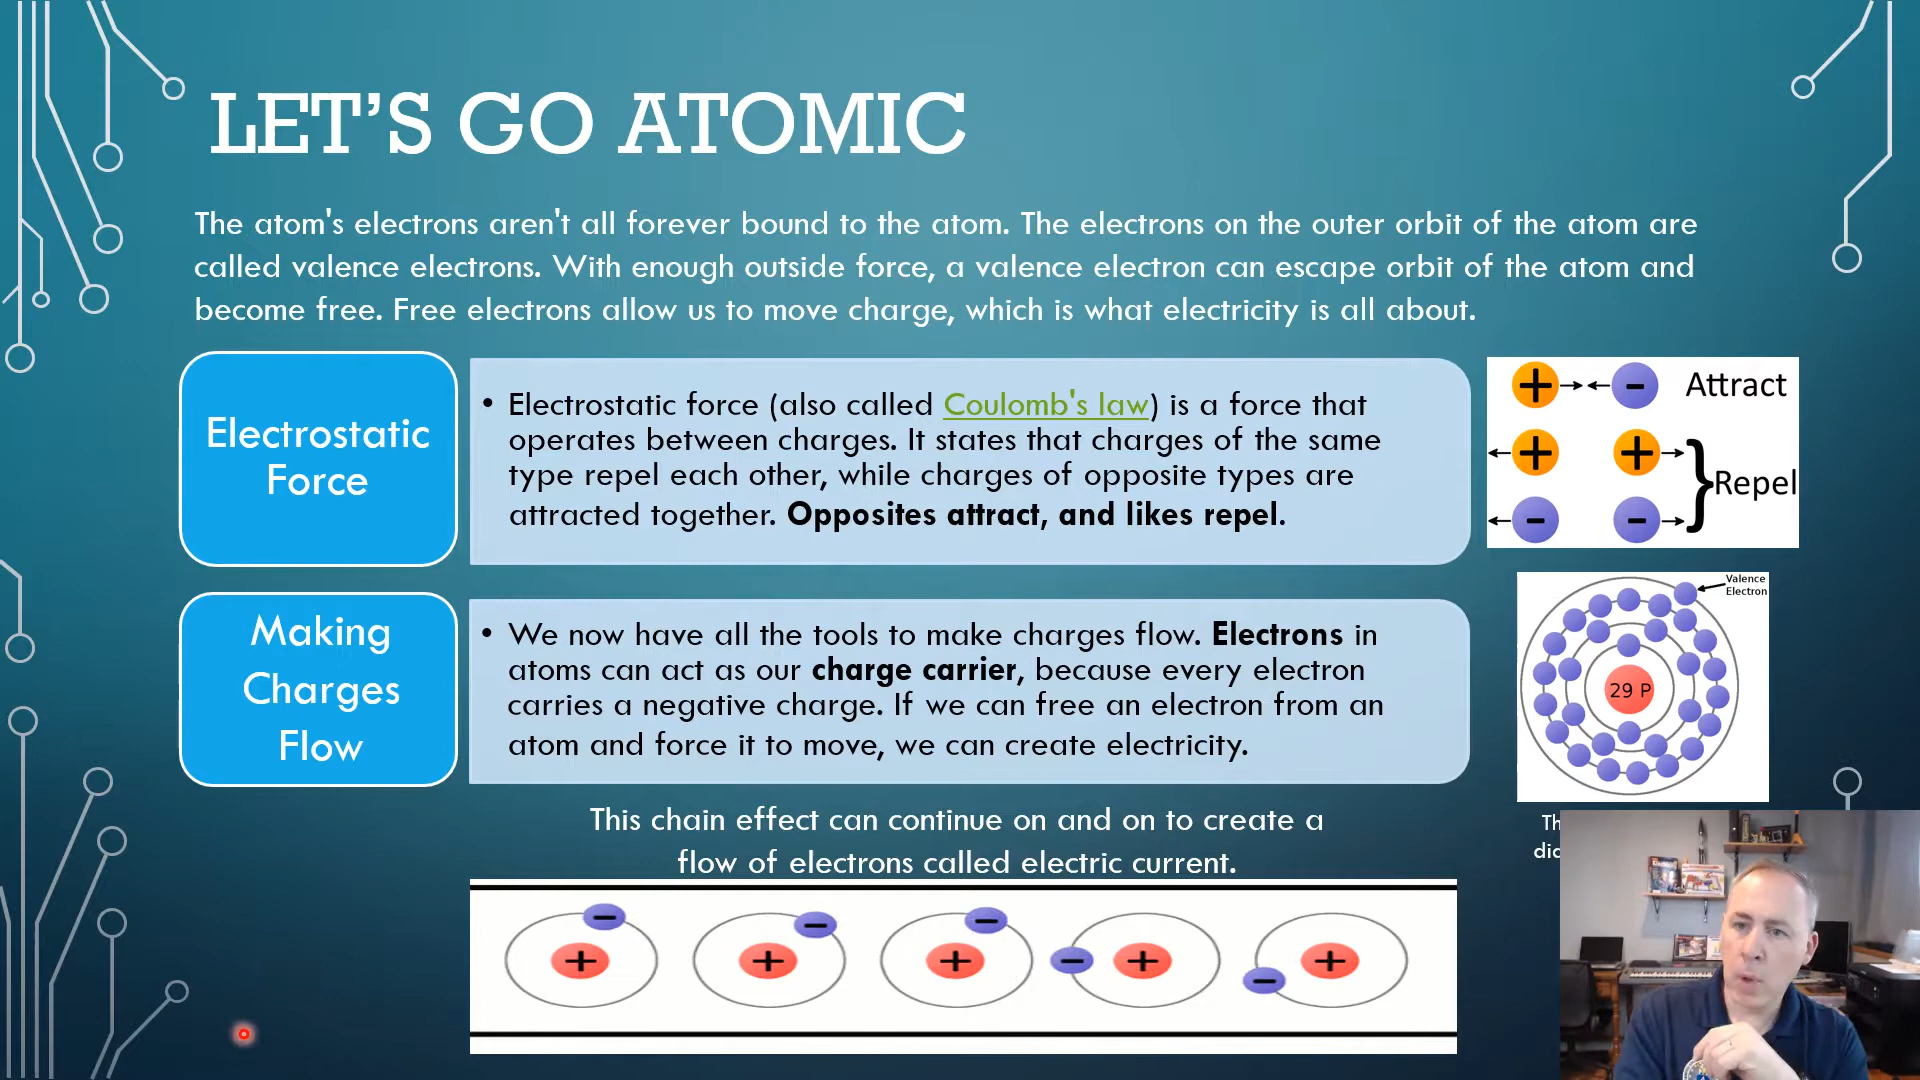 LET'S GO ATOMIC
The atom's electrons aren't all forever bound to the atom. The electrons on the outer orbit of the atom are
called valence electrons. With enough outside force, a valence electron can escape orbit of the atom and
become free. Free electrons allow us to move charge, which is what electricity is all about.
Electrostatic
Force
• Electrostatic force (also called Coulomb's law) is a force that
operates between charges. It states that charges of the same
type repel each other, while charges of opposite types are
attracted together. Opposites attract, and likes repel.
+ - Attract
+ +
Repel
- -
Making
Charges
Flow
• We now have all the tools to make charges flow. Electrons in
atoms can act as our charge carrier, because every electron
carries a negative charge. If we can free an electron from an
atom and force it to move, we can create electricity.
Valence
Electron
29 P
This chain effect can continue on and on to create a
flow of electrons called electric current.
- - - - -
+ + + + +